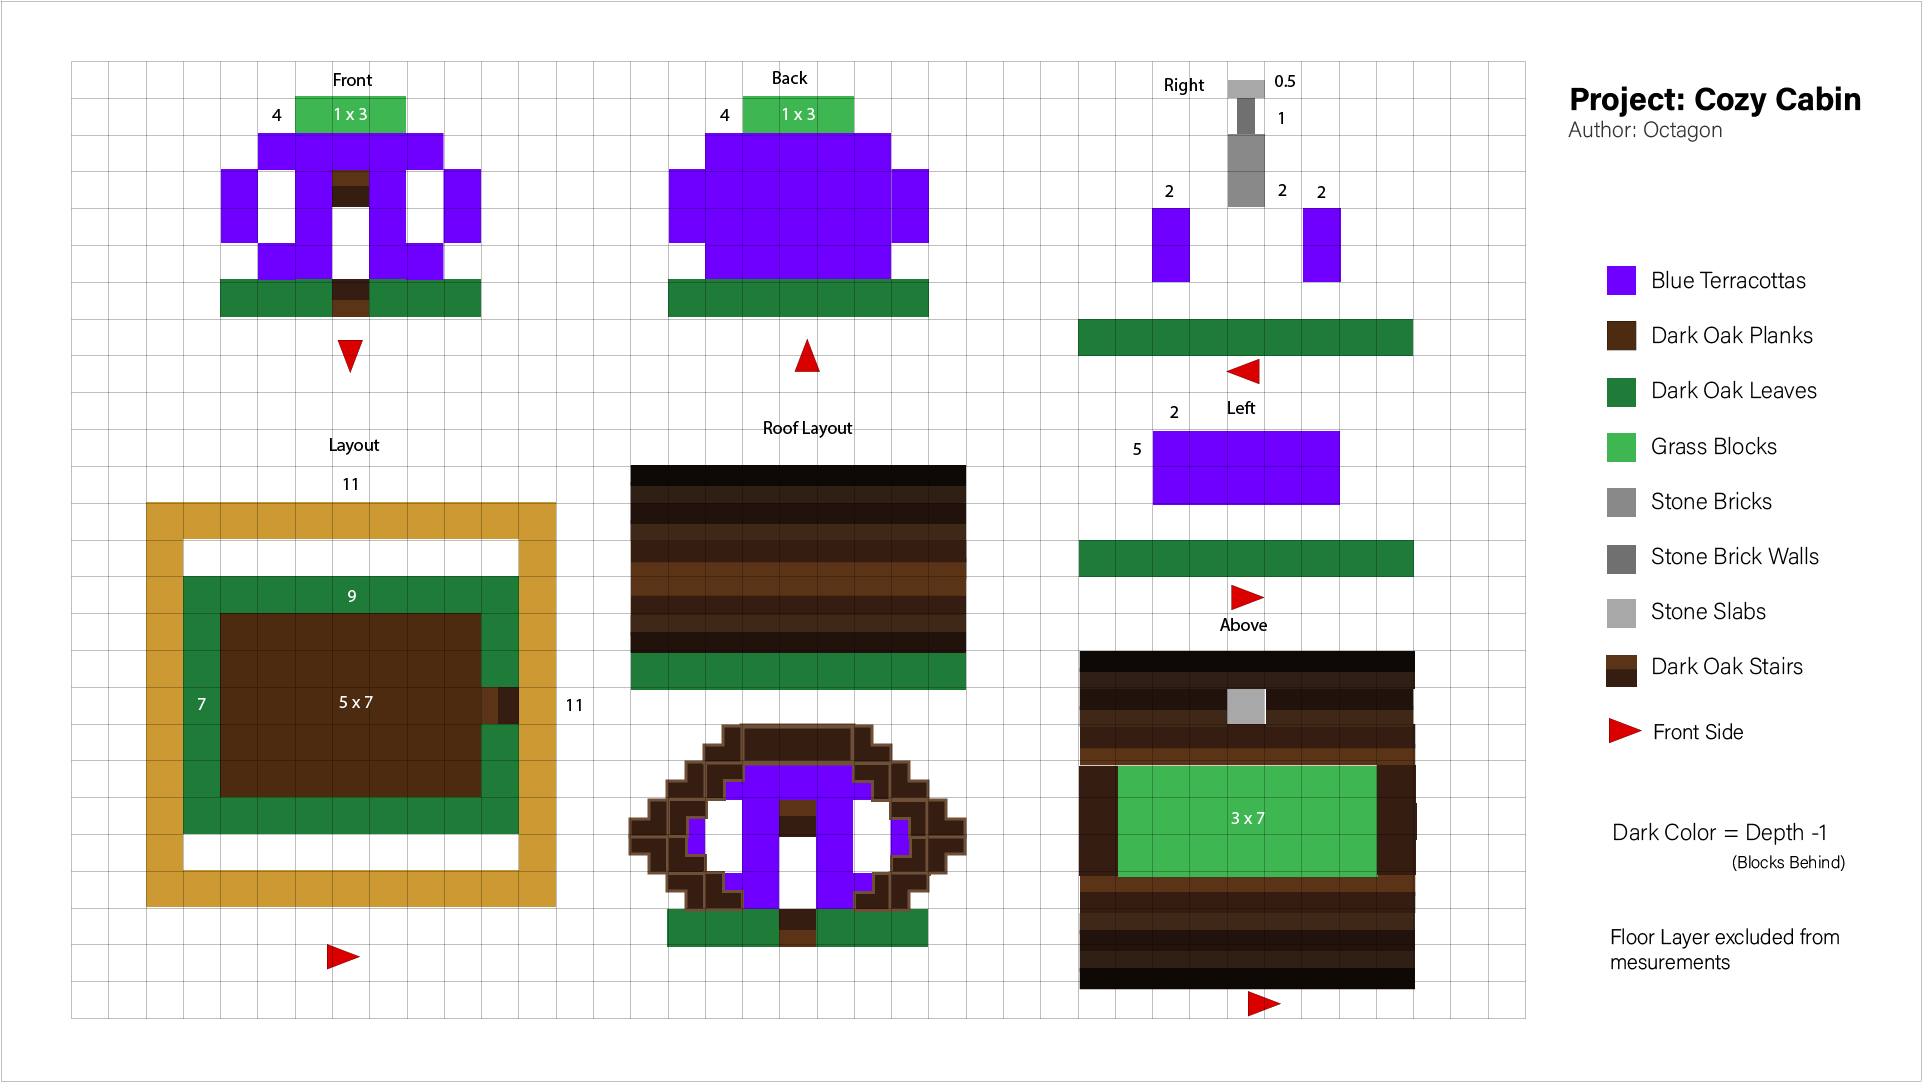 Project: Cozy Cabin
Author: Octagon
Front
4
1 x 3
Back
4
1 x 3
Right
0.5
1
2
2
2
Left
2
5
Layout
11
9
7
5 x 7
11
Roof Layout
Above
3 x 7
Blue Terracottas
Dark Oak Planks
Dark Oak Leaves
Grass Blocks
Stone Bricks
Stone Brick Walls
Stone Slabs
Dark Oak Stairs
Front Side
Dark Color = Depth -1
(Blocks Behind)
Floor Layer excluded from
mesurements